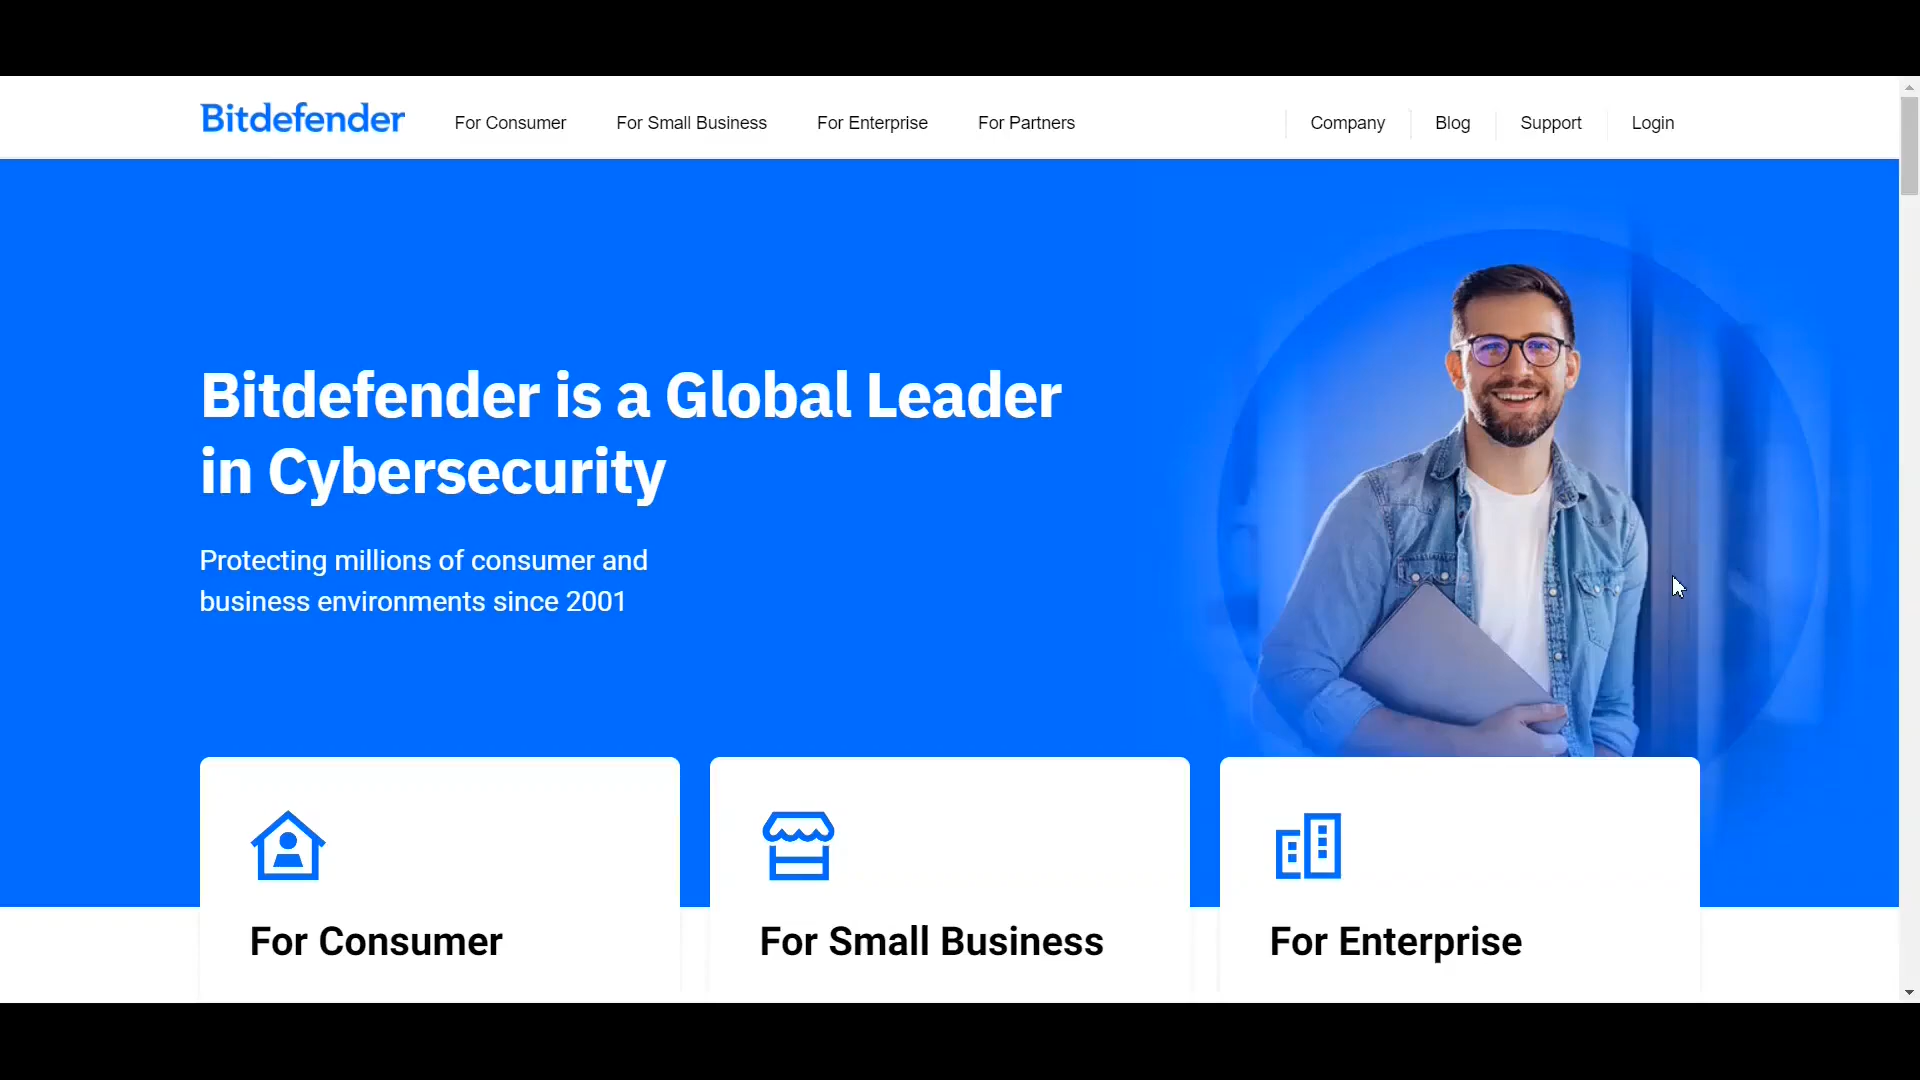 Bitdefender
For Consumer
For Small Business
For Enterprise
For Partners
Company
Blog
Support
Login
Bitdefender is a Global Leader
in Cybersecurity
Protecting millions of consumer and
business environments since 2001
For Consumer
For Small Business
For Enterprise